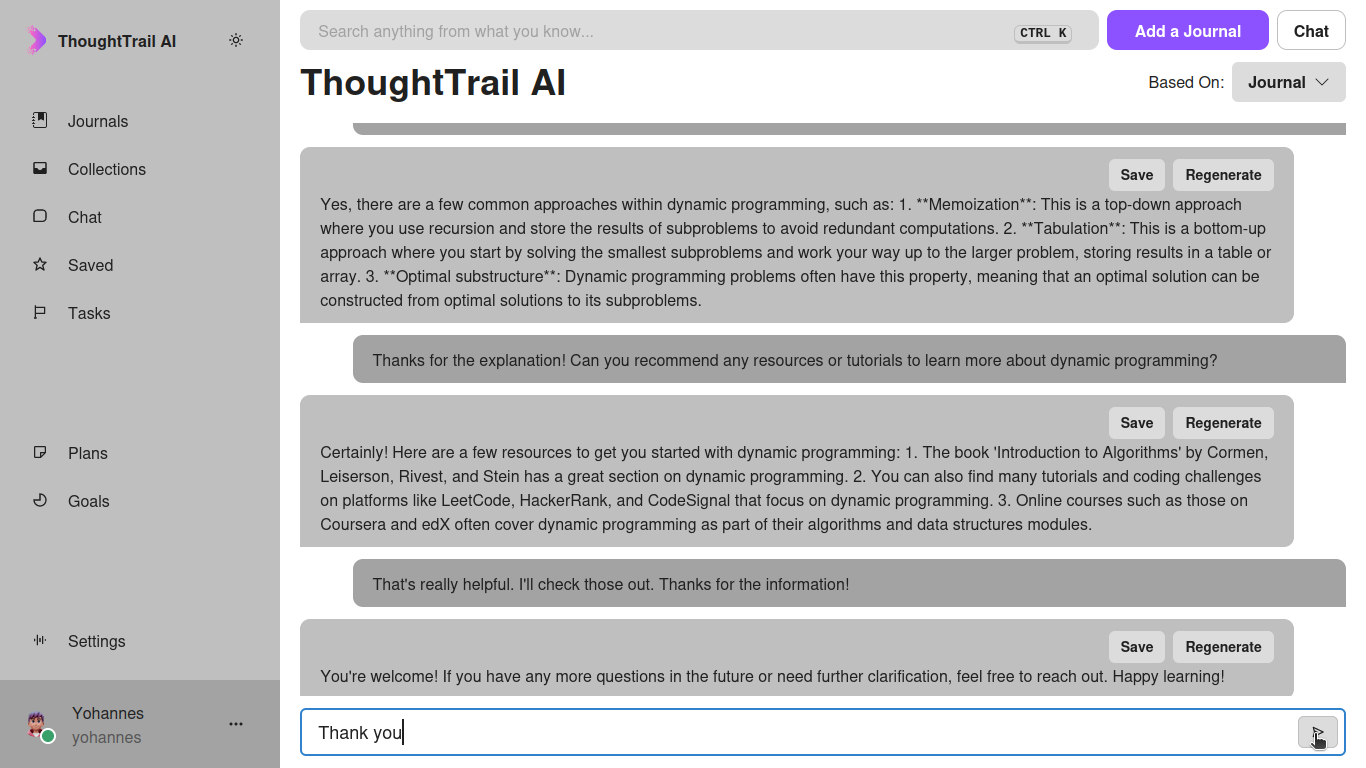 ThoughtTrail AI
Journals
Collections
Chat
Saved
Tasks
Plans
Goals
Settings
Yohannes
yohannes
Search anything from what you know...
CTRL K
Add a Journal
Chat
ThoughtTrail AI
Based On:
Journal
Save
Regenerate
Yes, there are a few common approaches within dynamic programming, such as: 1. **Memoization**: This is a top-down approach
where you use recursion and store the results of subproblems to avoid redundant computations. 2. **Tabulation**: This is a bottom-up
approach where you start by solving the smallest subproblems and work your way up to the larger problem, storing results in a table or
array. 3. **Optimal substructure**: Dynamic programming problems often have this property, meaning that an optimal solution can be
constructed from optimal solutions to its subproblems.
Thanks for the explanation! Can you recommend any resources or tutorials to learn more about dynamic programming?
Save
Regenerate
Certainly! Here are a few resources to get you started with dynamic programming: 1. The book 'Introduction to Algorithms' by Cormen,
Leiserson, Rivest, and Stein has a great section on dynamic programming. 2. You can also find many tutorials and coding challenges
on platforms like LeetCode, HackerRank, and CodeSignal that focus on dynamic programming. 3. Online courses such as those on
Coursera and edX often cover dynamic programming as part of their algorithms and data structures modules.
That's really helpful. I'll check those out. Thanks for the information!
Save
Regenerate
You're welcome! If you have any more questions in the future or need further clarification, feel free to reach out. Happy learning!
Thank you